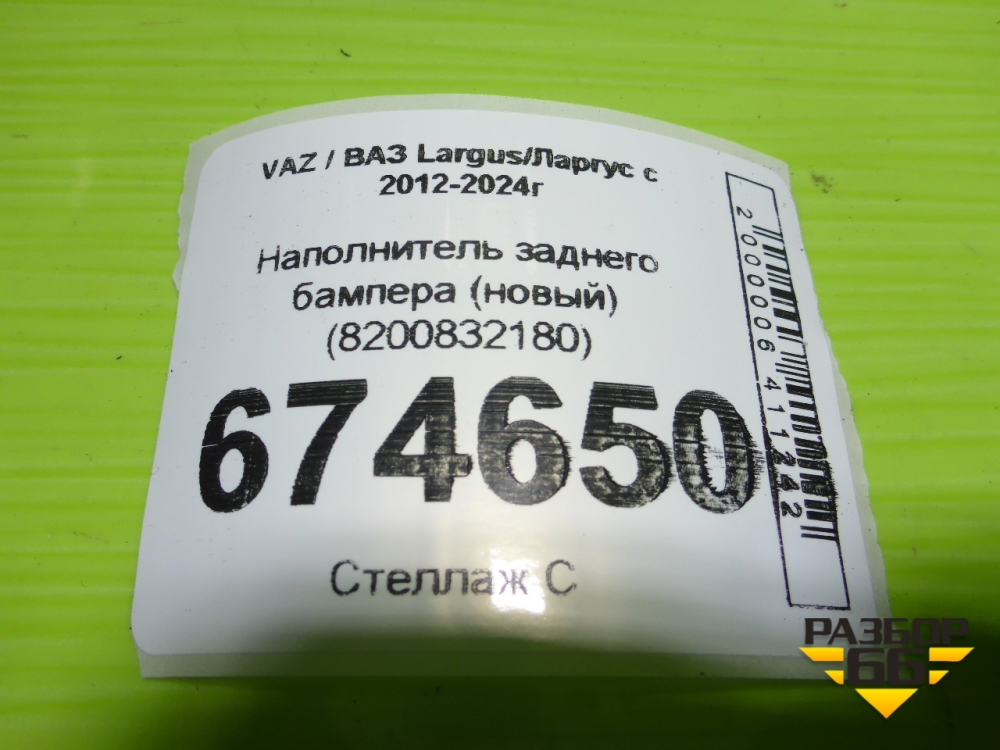 VAZ / ВАЗ Largus/Ларгус с
2012-2024г
Наполнитель заднего
бампера (новый)
(8200832180)
674650
Стеллаж С
2000006411242
РАЗБОР
66